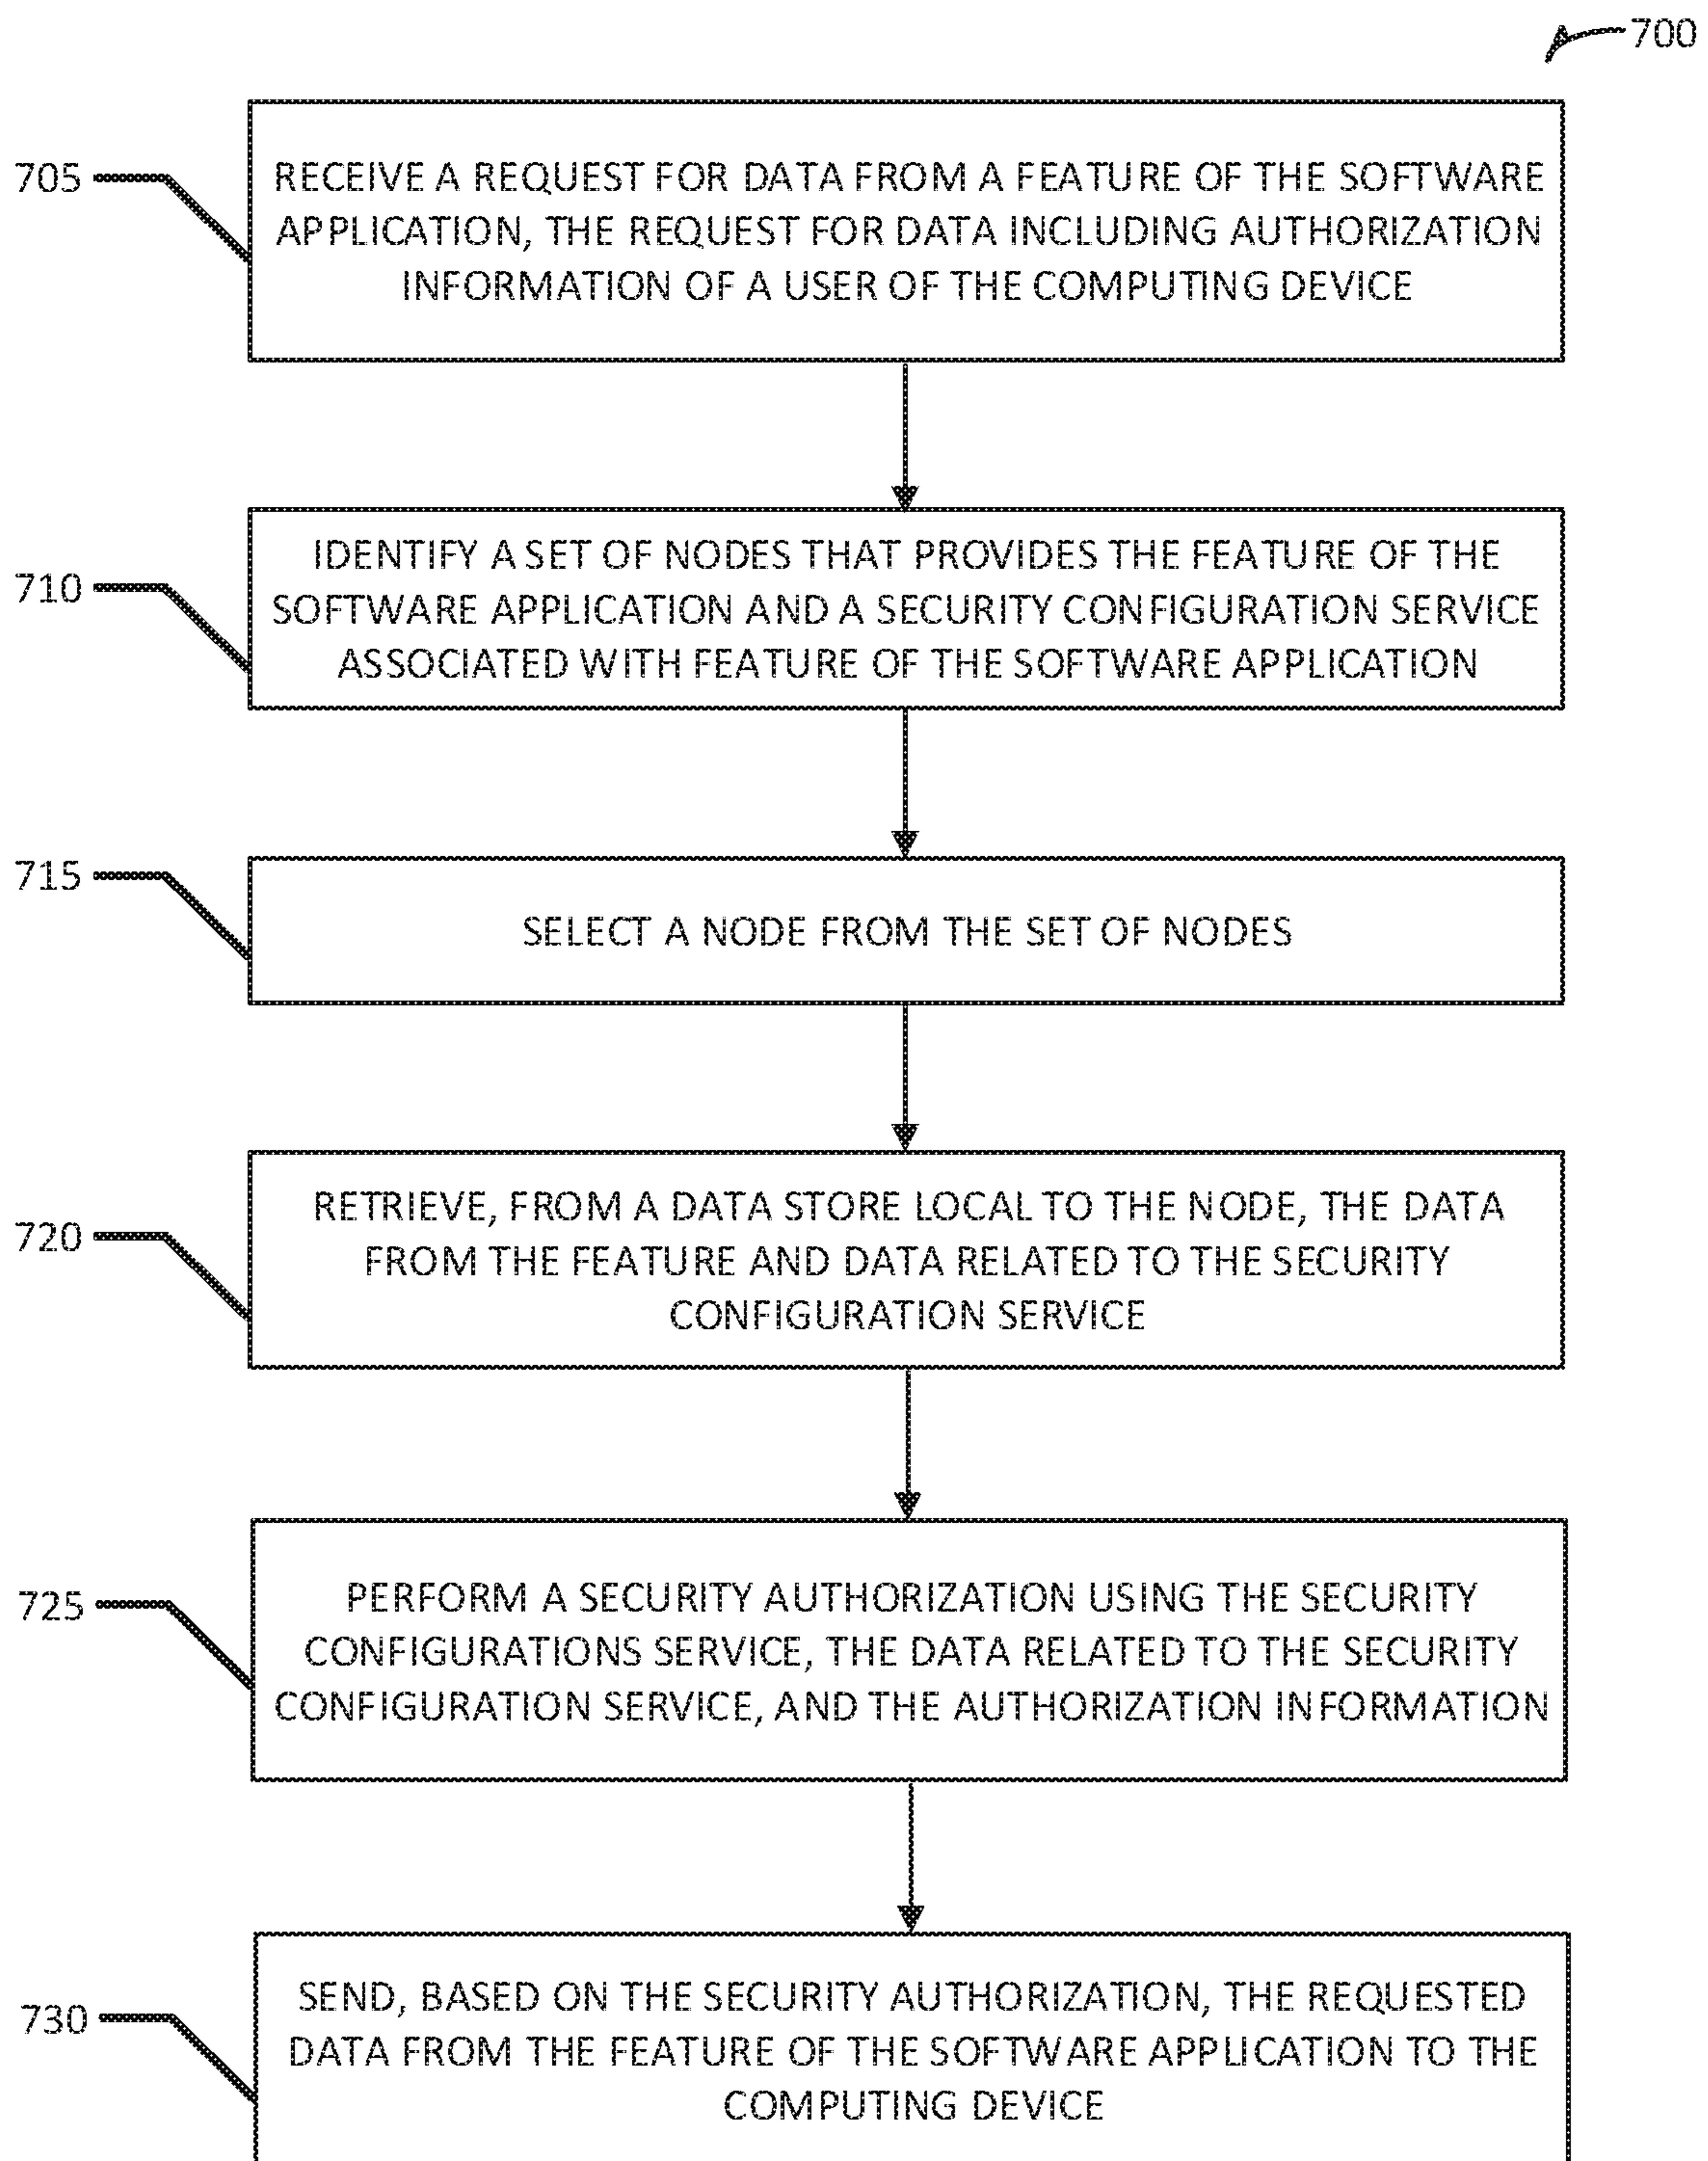 700
705
RECEIVE A REQUEST FOR DATA FROM A FEATURE OF THE SOFTWARE
APPLICATION, THE REQUEST FOR DATA INCLUDING AUTHORIZATION
INFORMATION OF A USER OF THE COMPUTING DEVICE
710
IDENTIFY A SET OF NODES THAT PROVIDES THE FEATURE OF THE
SOFTWARE APPLICATION AND A SECURITY CONFIGURATION SERVICE
ASSOCIATED WITH FEATURE OF THE SOFTWARE APPLICATION
715
SELECT A NODE FROM THE SET OF NODES
720
RETRIEVE, FROM A DATA STORE LOCAL TO THE NODE, THE DATA
FROM THE FEATURE AND DATA RELATED TO THE SECURITY
CONFIGURATION SERVICE
725
PERFORM A SECURITY AUTHORIZATION USING THE SECURITY
CONFIGURATIONS SERVICE, THE DATA RELATED TO THE SECURITY
CONFIGURATION SERVICE, AND THE AUTHORIZATION INFORMATION
730
SEND, BASED ON THE SECURITY AUTHORIZATION, THE REQUESTED
DATA FROM THE FEATURE OF THE SOFTWARE APPLICATION TO THE
COMPUTING DEVICE